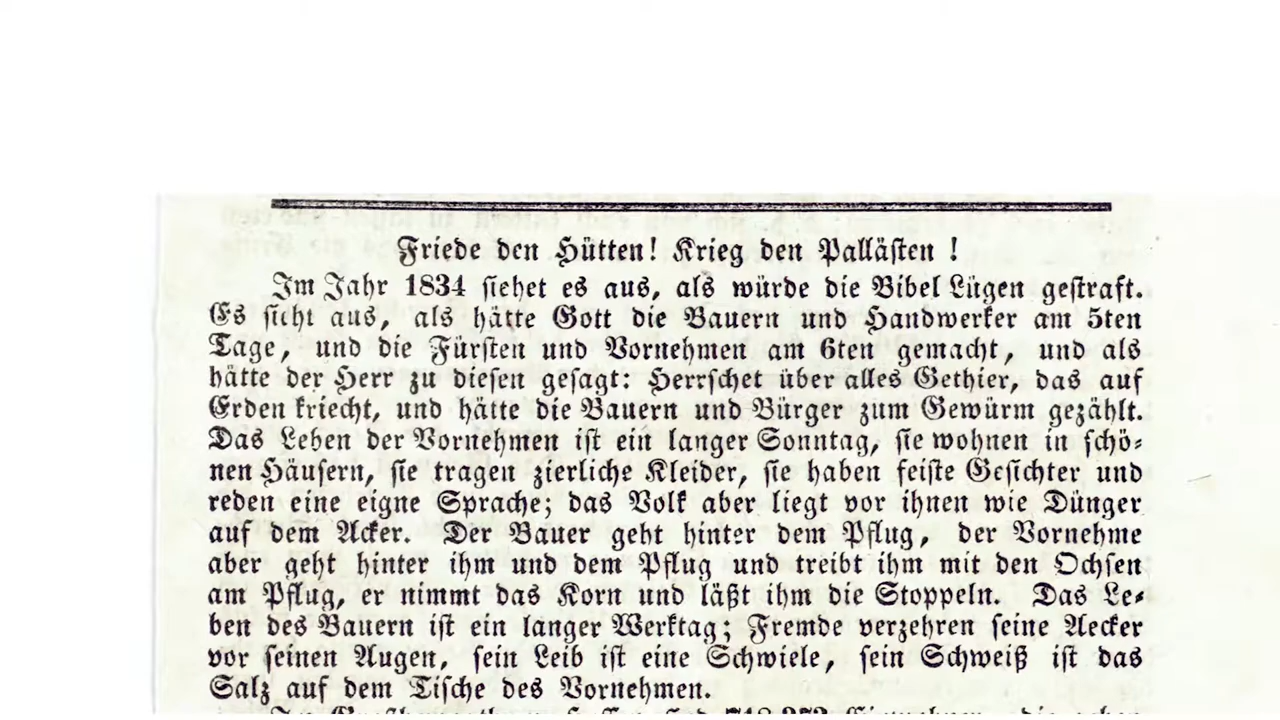 Friede den Hütten! Krieg den Pallästen!
Im Jahr 1834 siehet es aus, als würde die Bibel Lügen gestraft.
Es sieht aus, als hätte Gott die Bauern und Handwerker am 5ten
Tage, und die Fürsten und Vornehmen am 6ten gemacht, und als
hätte der Herr zu diesen gesagt: Herrschet über alles Gethier, das auf
Erden kriecht, und hätte die Bauern und Bürger zum Gewürm gezählt.
Das Leben der Vornehmen ist ein langer Sonntag, sie wohnen in schö-
nen Häusern, sie tragen zierliche Kleider, sie haben feiste Gesichter und
reden eine eigne Sprache; das Volk aber liegt vor ihnen wie Dünger
auf dem Acker. Der Bauer geht hinter dem Pflug, der Vornehme
aber geht hinter ihm und dem Pflug und treibt ihm mit den Ochsen
am Pflug, er nimmt das Korn und läßt ihm die Stoppeln. Das Le-
ben des Bauern ist ein langer Werktag; Fremde verzehren seine Aecker
vor seinen Augen, sein Leib ist eine Schwiele, sein Schweiß ist das
Salz auf dem Tische des Vornehmen.